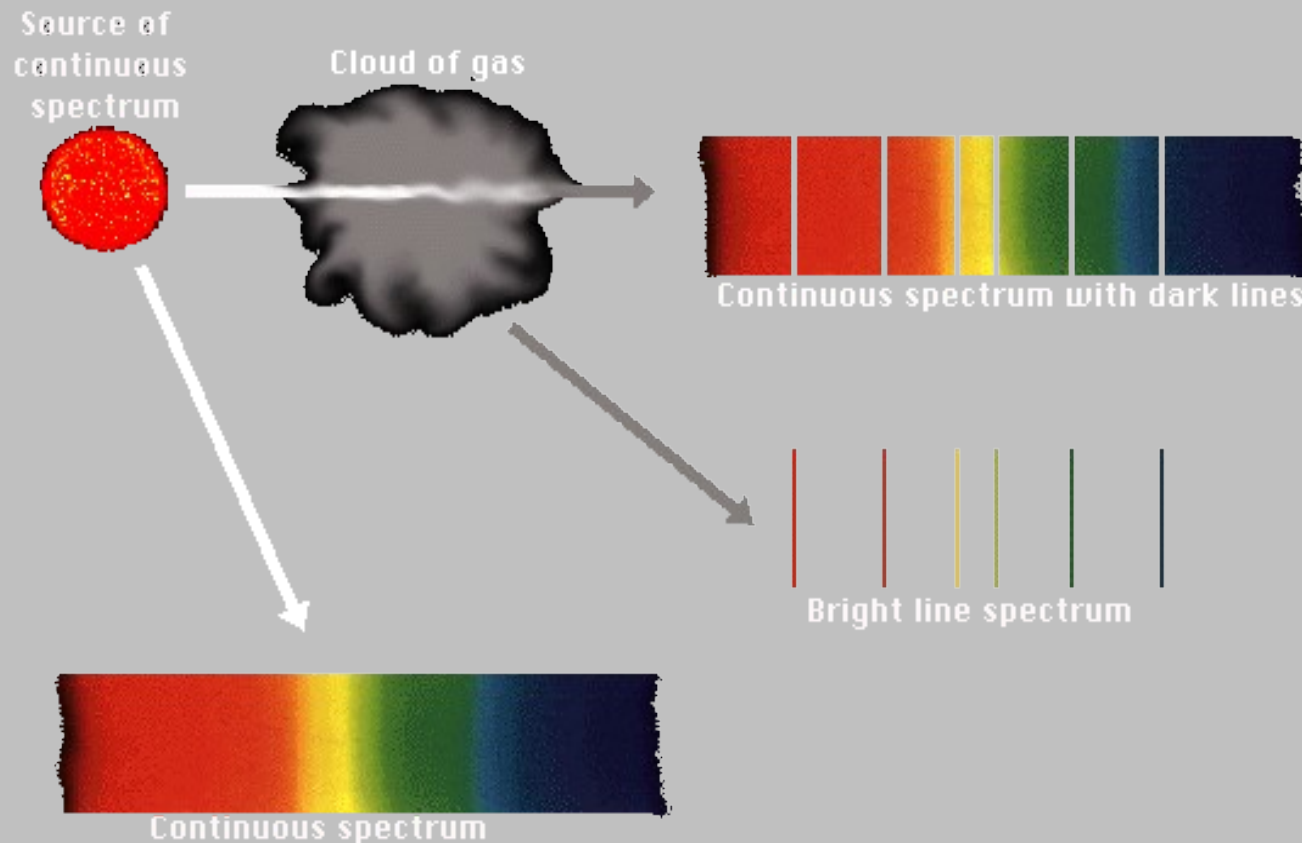 Source of
continuous
spectrum
Cloud of gas
Continuous spectrum with dark lines
Bright line spectrum
Continuous spectrum